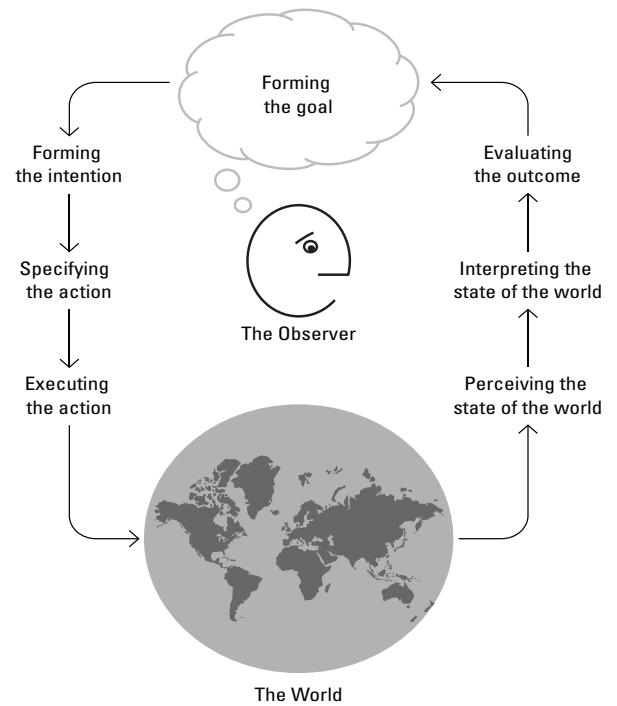 Forming
the goal
Forming
the intention
Specifying
the action
Executing
the action
The Observer
Evaluating
the outcome
Interpreting the
state of the world
Perceiving the
state of the world
The World